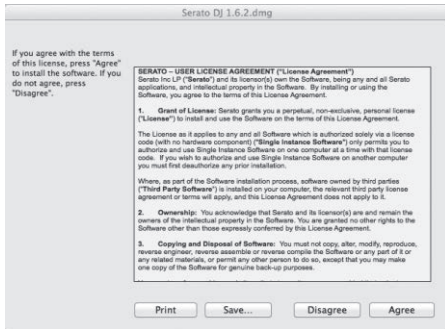 Serato DJ 1.6.2.dmg
If you agree with the terms
of this license, press "Agree"
to install the software. If you
do not agree, press
"Disagree".
SERATO – USER LICENSE AGREEMENT ("License Agreement")
Serato Inc LP ("Serato") and its licensor(s) own the Software, being any and all Serato
applications, and intellectual property in the Software. By installing or using the
Software, you agree to the terms of this License Agreement.
1. Grant of License: Serato grants you a perpetual, non-exclusive, personal license
("License") to install and use the Software on the terms of this License Agreement.
The License as it applies to any and all Software which is authorized solely via a license
code (with no hardware component) ("Single Instance Software") only permits you to
authorize and use Single Instance Software on one computer at a time with that license
code. If you wish to authorize and use Single Instance Software on another computer
you must first deauthorize any prior installation.
Where, as part of the Software installation process, software owned by third parties
("Third Party Software") is installed on your computer, the relevant third party license
agreement or terms will apply, and this License Agreement does not apply to it.
2. Ownership: You acknowledge that Serato and its licensor(s) are and remain the
owners of the intellectual property in the Software. You are granted no other rights to the
Software other than those expressly conferred by this License Agreement.
3. Copying and Disposal of Software: You must not copy, alter, modify, reproduce,
reverse engineer, reverse assemble or reverse compile the Software or any part of it or
any related materials, or permit any other person to do so, except that you may make
one copy of the Software for genuine back-up purposes.
Print Save... Disagree Agree